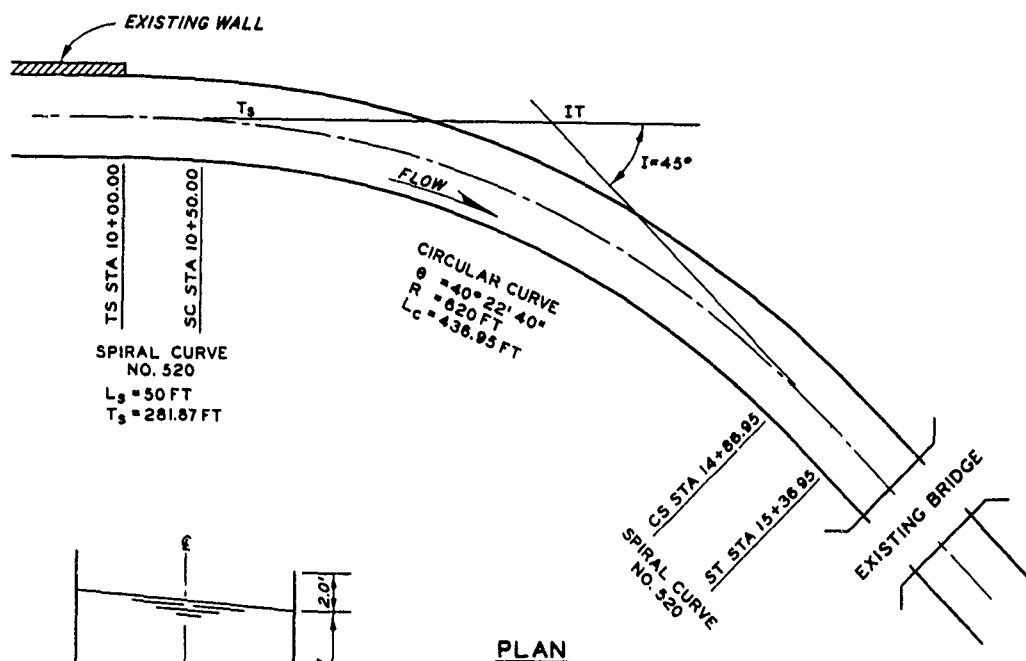 EXISTING WALL
Ts
IT
I=45°
FLOW
TS STA 10+00.00
SC STA 10+50.00
CIRCULAR CURVE
θ = 40° 22' 40"
R = 620 FT
Lc = 436.95 FT
SPIRAL CURVE
NO. 520
Ls = 50 FT
Ts = 281.87 FT
CS STA 14+86.95
SPIRAL CURVE
NO. 520
ST STA 15+36.95
EXISTING BRIDGE
℄
2.0'
PLAN